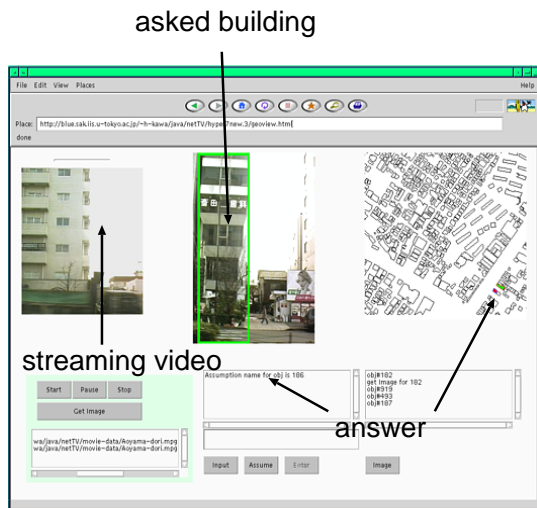 asked building
File Edit View Places Help
Place: http://blue.sak.iis.u-tokyo.ac.jp/~h-kawa/java/netTV/hyper7new.3/geoview.htm
done
streaming video
answer
Start Pause Stop
Get Image
wa/java/netTV/movie-data/Aoyama-dori.mpg
wa/java/netTV/movie-data/Aoyama-dori.mpg
Assumption name for obj is 186
Input Assume Enter
obj#182
get Image for 182
obj#919
obj#493
obj#187
Image